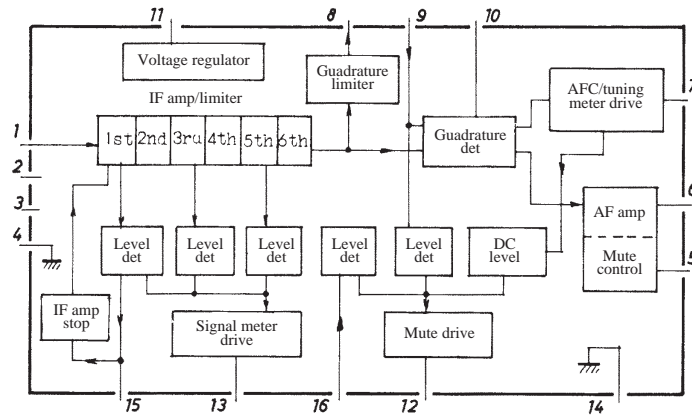 11
8
9
10
Voltage regulator
Guadrature
limiter
AFC/tuning
meter drive
7
IF amp/limiter
1
1st 2nd 3ru 4th 5th 6th
Guadrature
det
2
3
4
6
AF amp
Mute
control
5
Level
det
Level
det
Level
det
Level
det
Level
det
DC
level
IF amp
stop
Signal meter
drive
Mute drive
15
13
16
12
14